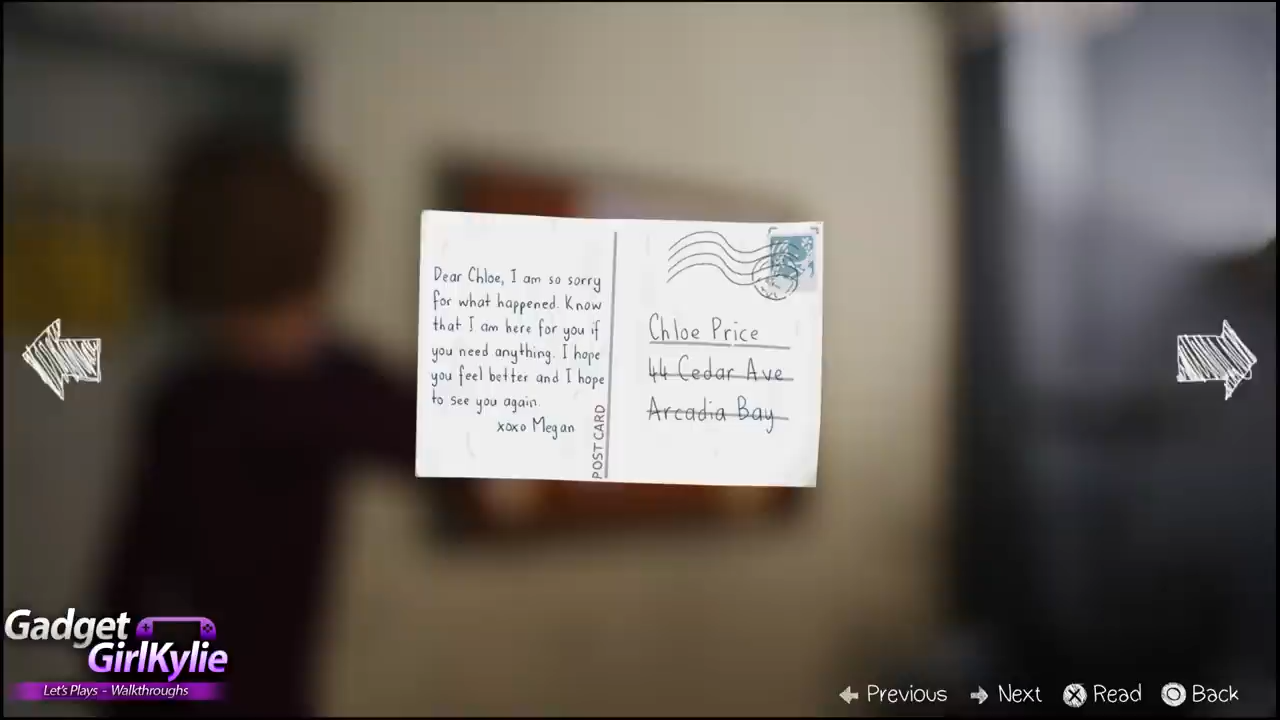 Dear Chloe, I am so sorry
for what happened. Know
that I am here for you if
you need anything. I hope
you feel better and I hope
to see you again.
xoxo Megan
POST CARD
Chloe Price
44 Cedar Ave
Arcadia Bay
Gadget
GirlKylie
Let's Plays - Walkthroughs
Previous Next Read Back